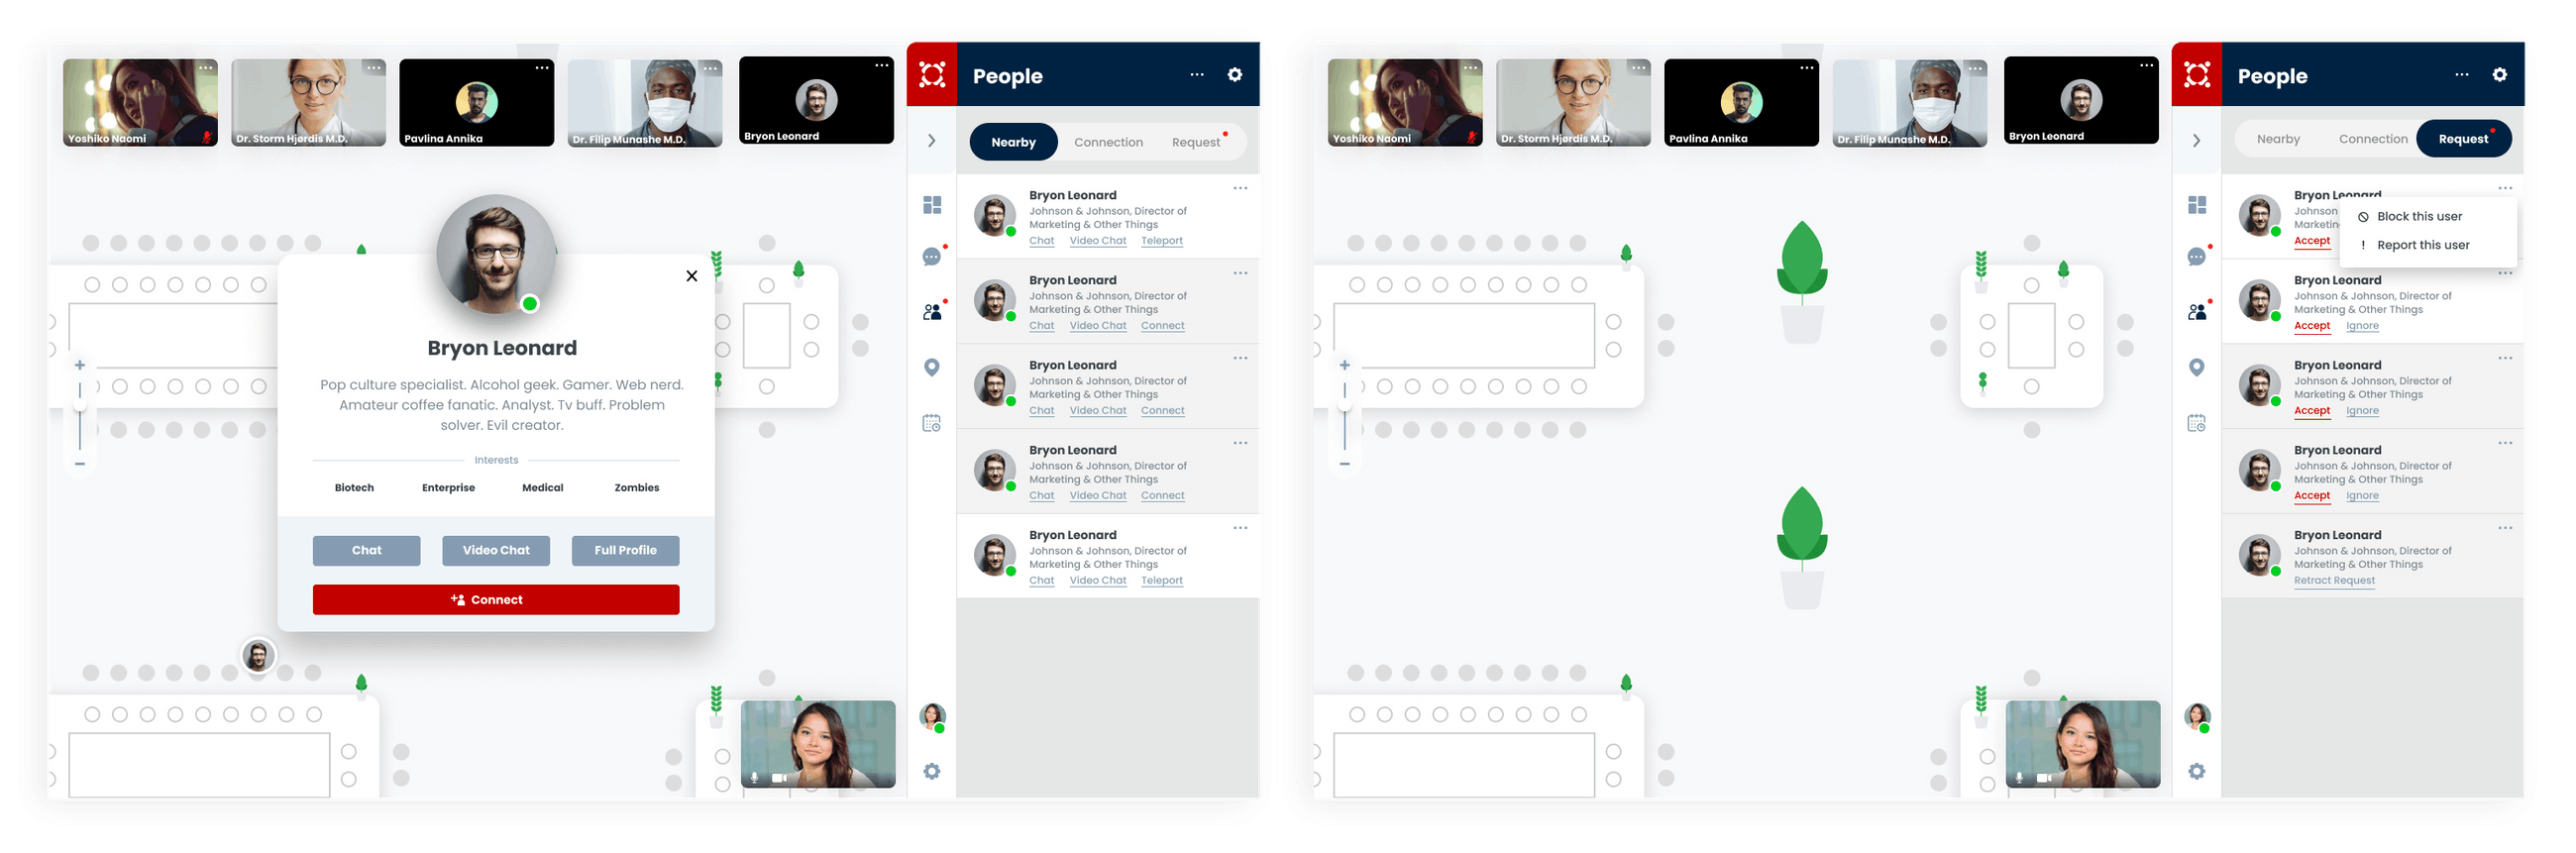 Yoshiko Naomi
Dr. Storm Hjørdis M.D.
Pavlina Annika
Dr. Filip Munashe M.D.
Bryon Leonard
Bryon Leonard
Pop culture specialist. Alcohol geek. Gamer. Web nerd.
Amateur coffee fanatic. Analyst. Tv buff. Problem
solver. Evil creator.
Interests
Biotech Enterprise Medical Zombies
Chat Video Chat Full Profile
Connect
People
Nearby Connection Request
Bryon Leonard
Johnson & Johnson, Director of
Marketing & Other Things
Chat Video Chat Teleport
Bryon Leonard
Johnson & Johnson, Director of
Marketing & Other Things
Chat Video Chat Connect
Bryon Leonard
Johnson & Johnson, Director of
Marketing & Other Things
Chat Video Chat Connect
Bryon Leonard
Johnson & Johnson, Director of
Marketing & Other Things
Chat Video Chat Connect
Bryon Leonard
Johnson & Johnson, Director of
Marketing & Other Things
Chat Video Chat Teleport
Yoshiko Naomi
Dr. Storm Hjørdis M.D.
Pavlina Annika
Dr. Filip Munashe M.D.
Bryon Leonard
People
Nearby Connection Request
Bryon Leonard
Johnson
Accept
Block this user
! Report this user
Bryon Leonard
Johnson & Johnson, Director of
Marketing & Other Things
Accept Ignore
Bryon Leonard
Johnson & Johnson, Director of
Marketing & Other Things
Accept Ignore
Bryon Leonard
Johnson & Johnson, Director of
Marketing & Other Things
Accept Ignore
Bryon Leonard
Johnson & Johnson, Director of
Marketing & Other Things
Retract Request